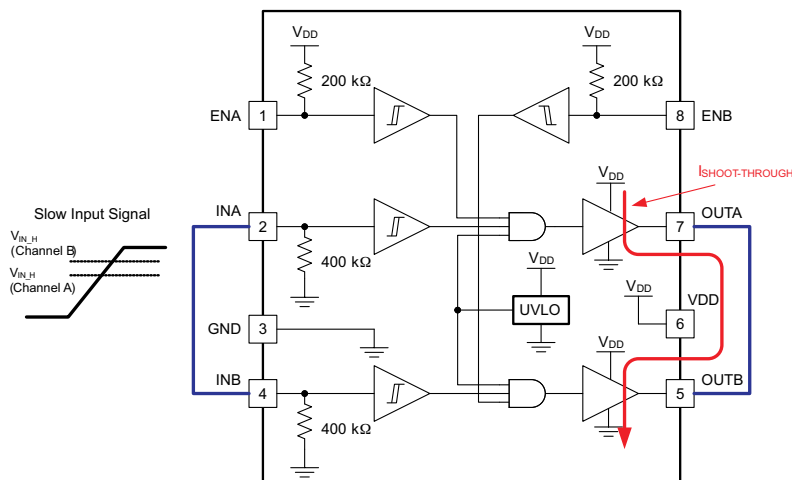 VDD
VDD
200 kΩ
200 kΩ
ENA
1
8
ENB
ISHOOT-THROUGH
VDD
Slow Input Signal
INA
2
7
OUTA
VIN_H
(Channel B)
VIN_H
(Channel A)
400 kΩ
VDD
VDD
VDD
GND
3
UVLO
6
VDD
INB
4
5
OUTB
400 kΩ